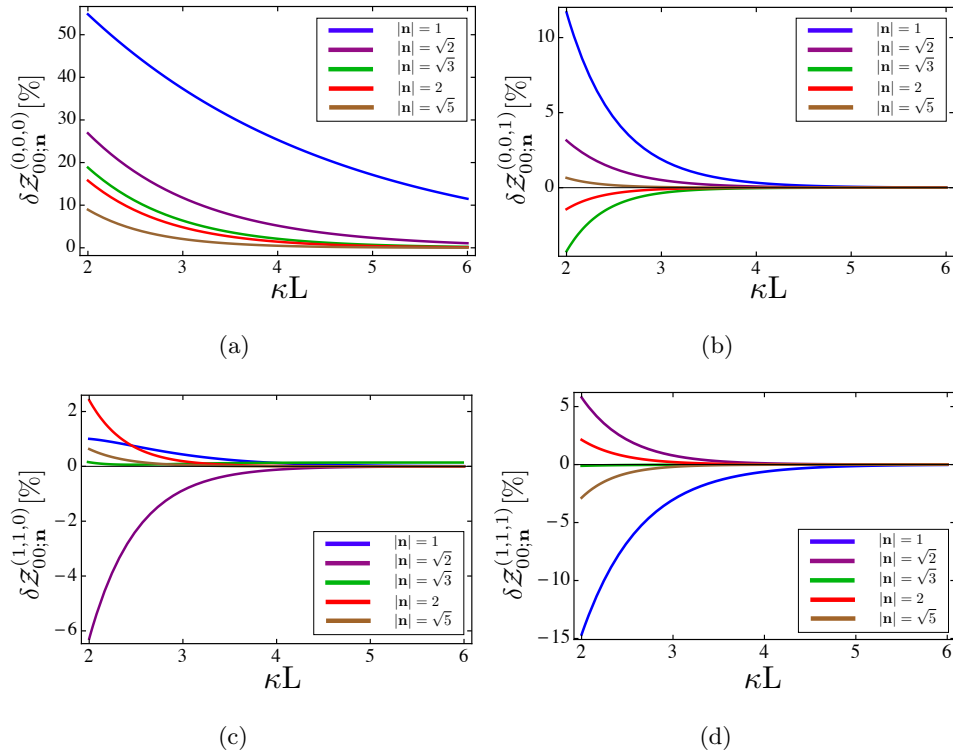 δZ^(0,0,0)_00;n [%]
50
40
30
20
10
0
2
3
4
5
6
κL
|n| = 1
|n| = √2
|n| = √3
|n| = 2
|n| = √5
(a)
δZ^(0,0,1)_00;n [%]
10
5
0
2
3
4
5
6
κL
|n| = 1
|n| = √2
|n| = √3
|n| = 2
|n| = √5
(b)
δZ^(1,1,0)_00;n [%]
2
0
−2
−4
−6
2
3
4
5
6
κL
|n| = 1
|n| = √2
|n| = √3
|n| = 2
|n| = √5
(c)
δZ^(1,1,1)_00;n [%]
5
0
−5
−10
−15
2
3
4
5
6
κL
|n| = 1
|n| = √2
|n| = √3
|n| = 2
|n| = √5
(d)